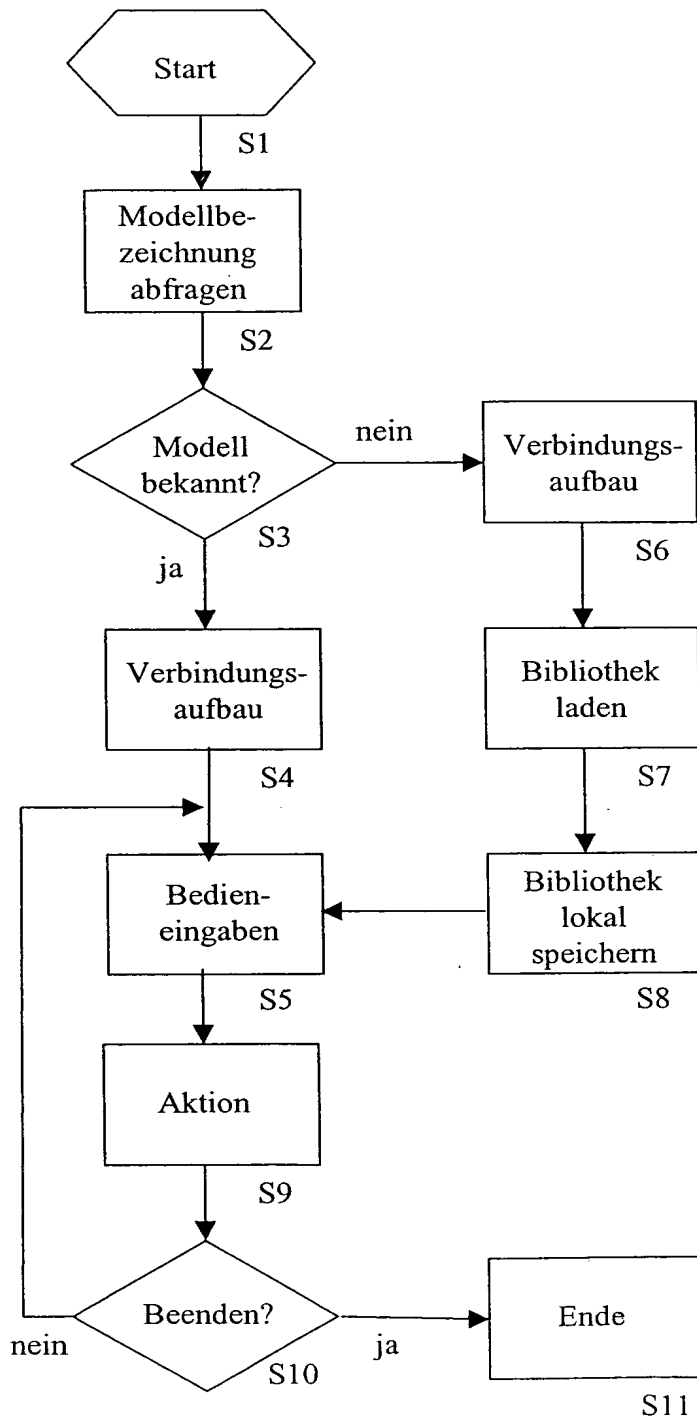 Start
S1
Modellbe-
zeichnung
abfragen
S2
Modell
bekannt?
S3
nein
ja
Verbindungs-
aufbau
S6
Verbindungs-
aufbau
S4
Bibliothek
laden
S7
Bedien-
eingaben
S5
Bibliothek
lokal
speichern
S8
Aktion
S9
Beenden?
S10
nein
ja
Ende
S11